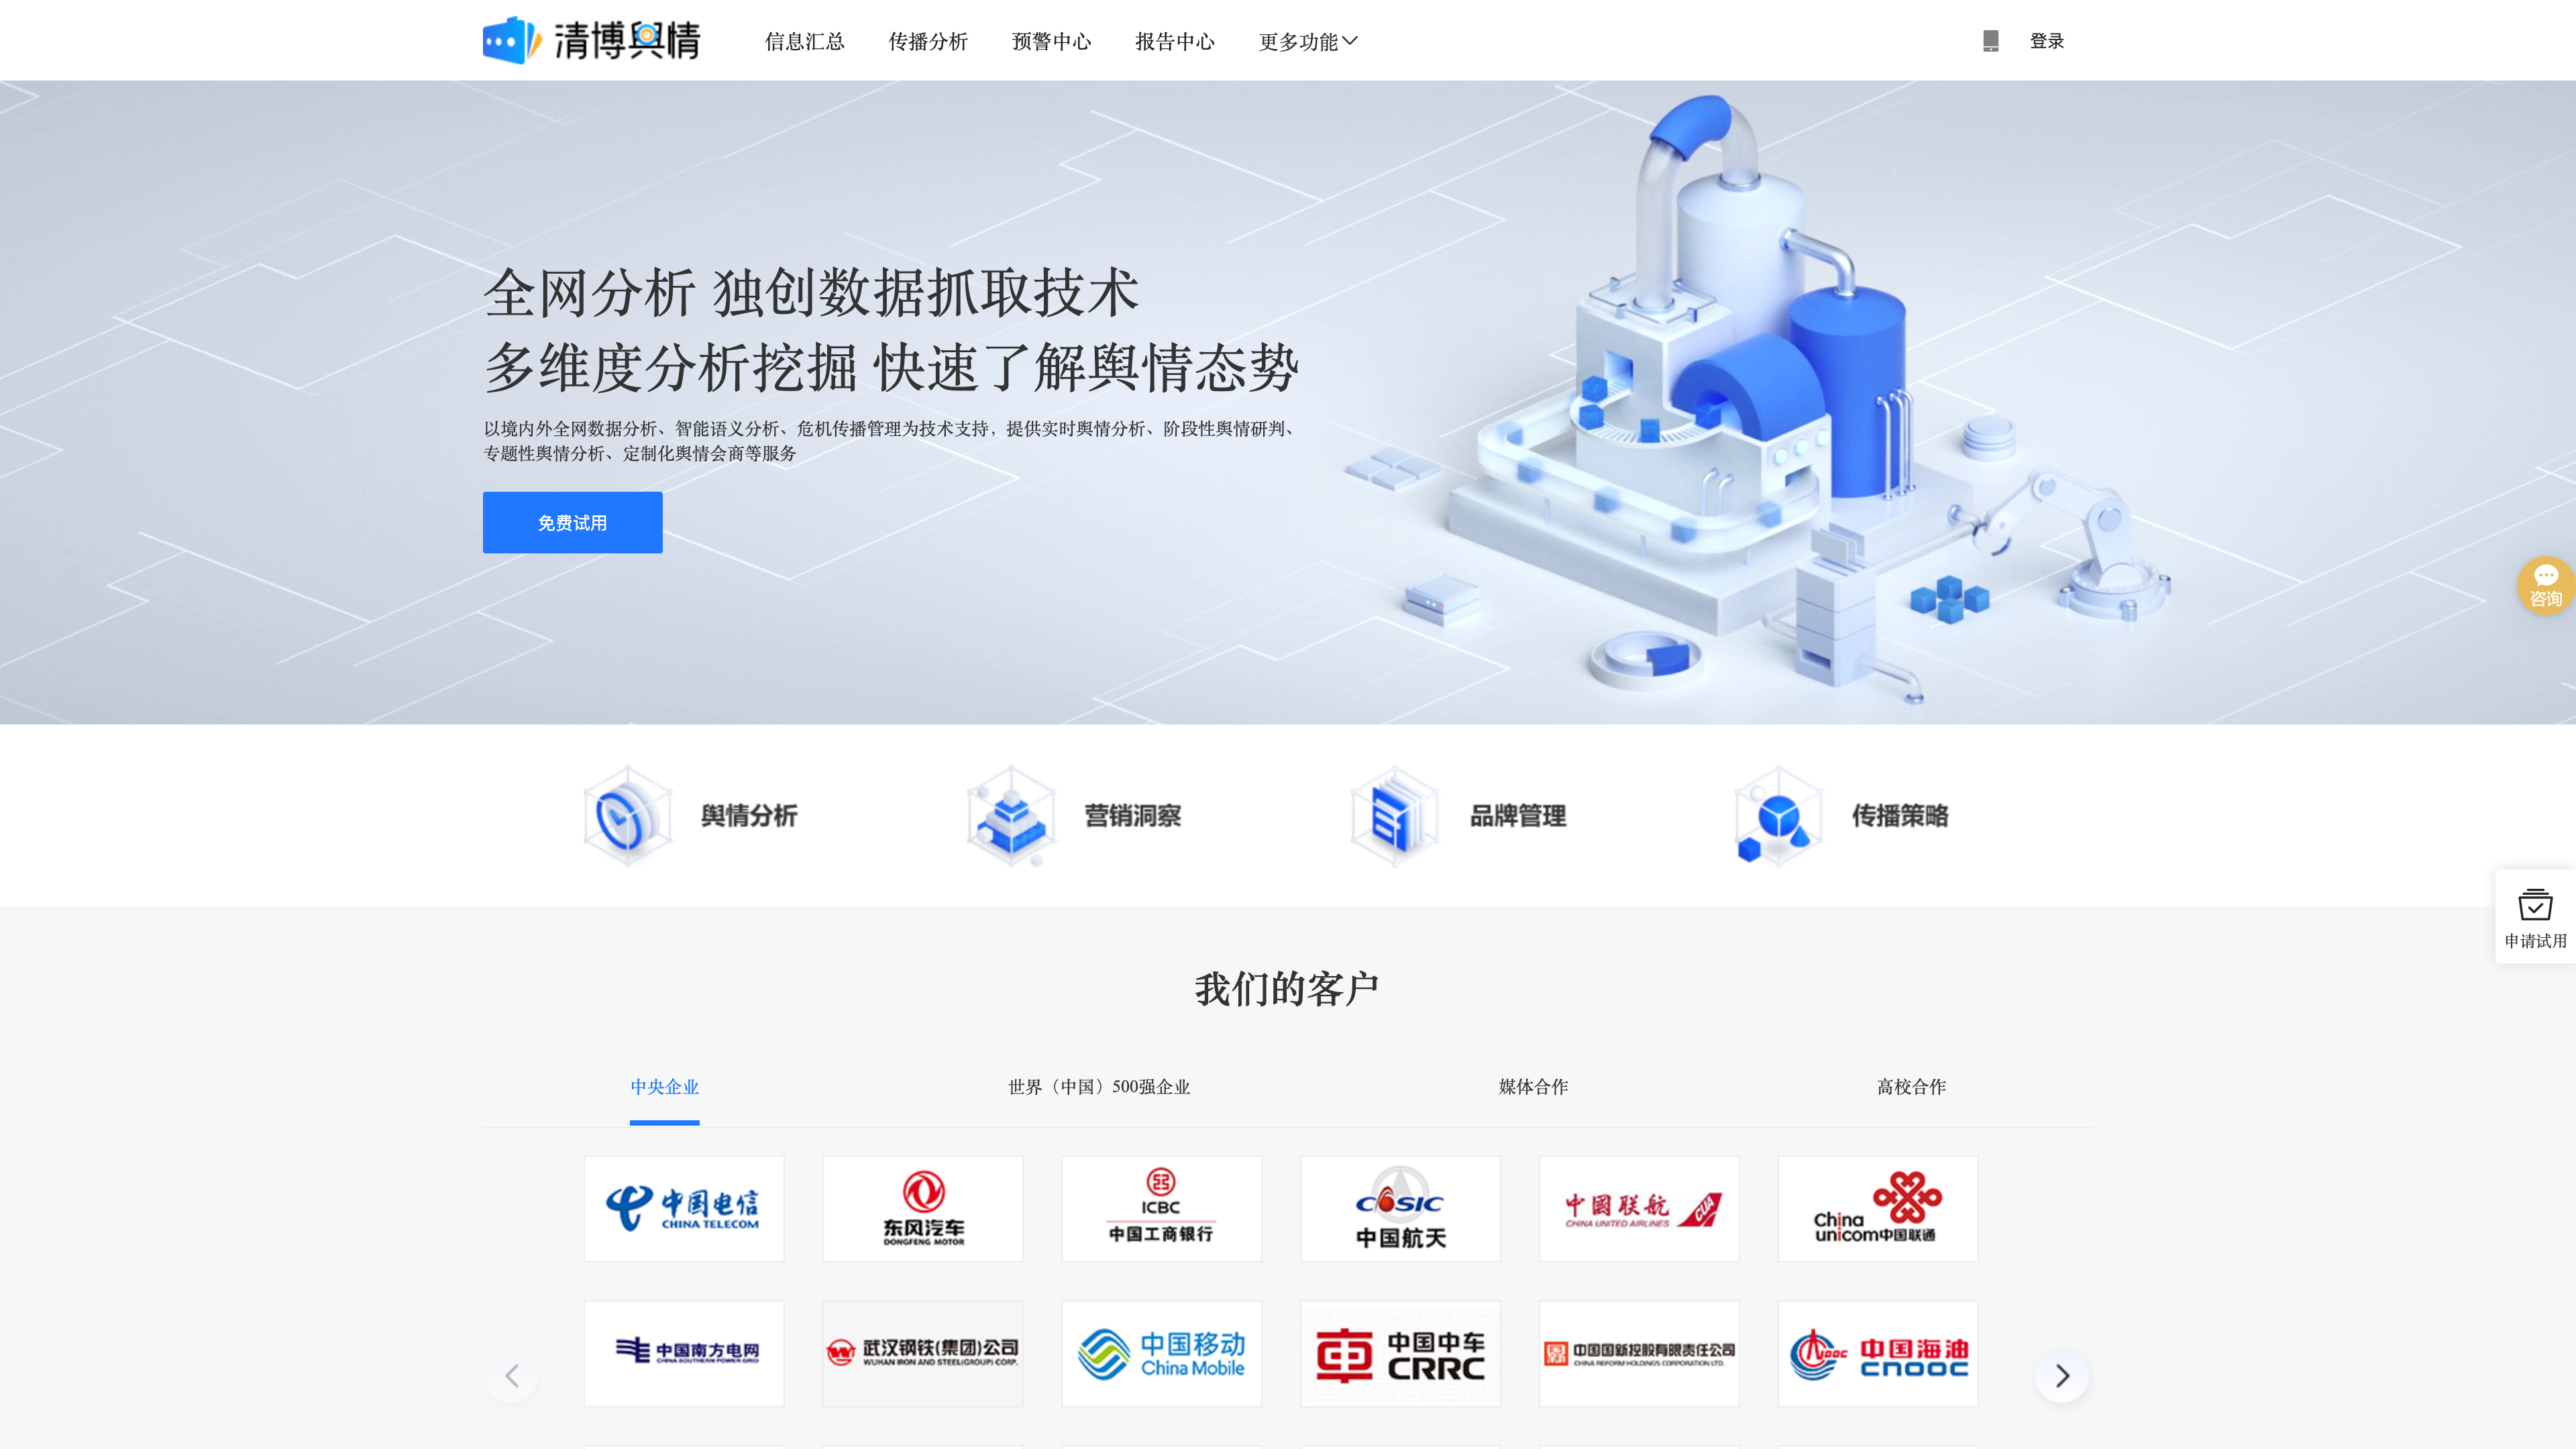 清博舆情
信息汇总
传播分析
预警中心
报告中心
更多功能
登录
全网分析 独创数据抓取技术
多维度分析挖掘 快速了解舆情态势
以境内外全网数据分析、智能语义分析、危机传播管理为技术支持，提供实时舆情分析、阶段性舆情研判、
专题性舆情分析、定制化舆情会商等服务
免费试用
咨询
舆情分析
营销洞察
品牌管理
传播策略
申请试用
我们的客户
中央企业
世界（中国）500强企业
媒体合作
高校合作
中国电信
CHINA TELECOM
东风汽车
DONGFENG MOTOR
ICBC
中国工商银行
CASIC
中国航天
中國联航
CHINA UNITED AIRLINES
CUA
China
unicom中国联通
中国南方电网
CHINA SOUTHERN POWER GRID
武汉钢铁(集团)公司
WUHAN IRON AND STEEL(GROUP) CORP.
中国移动
China Mobile
中国中车
CRRC
中国国新控股有限责任公司
CHINA REFORM HOLDINGS CORPORATION LTD.
CNOOC
中国海油
CNOOC